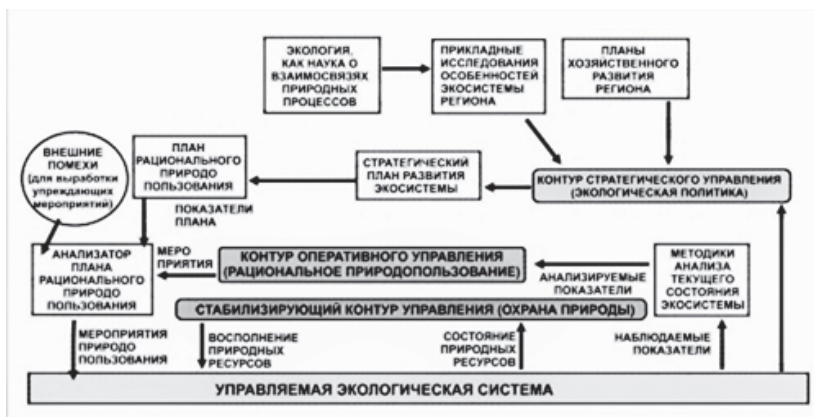 ЭКОЛОГИЯ,
КАК НАУКА О
ВЗАИМОСВЯЗЯХ
ПРИРОДНЫХ
ПРОЦЕССОВ
ПРИКЛАДНЫЕ
ИССЛЕДОВАНИЯ
ОСОБЕННОСТЕЙ
ЭКОСИСТЕМЫ
РЕГИОНА
ПЛАНЫ
ХОЗЯЙСТВЕННОГО
РАЗВИТИЯ
РЕГИОНА
ВНЕШНИЕ
ПОМЕХИ
(для выработки
упреждающих
мероприятий)
ПЛАН
РАЦИОНАЛЬНОГО
ПРИРОДО
ПОЛЬЗОВАНИЯ
СТРАТЕГИЧЕСКИЙ
ПЛАН РАЗВИТИЯ
ЭКОСИСТЕМЫ
КОНТУР СТРАТЕГИЧЕСКОГО УПРАВЛЕНИЯ
(ЭКОЛОГИЧЕСКАЯ ПОЛИТИКА)
ПОКАЗАТЕЛИ
ПЛАНА
АНАЛИЗАТОР
ПЛАНА
РАЦИОНАЛЬНОГО
ПРИРОДО
ПОЛЬЗОВАНИЯ
МЕРО
ПРИЯТИЯ
КОНТУР ОПЕРАТИВНОГО УПРАВЛЕНИЯ
(РАЦИОНАЛЬНОЕ ПРИРОДОПОЛЬЗОВАНИЕ)
АНАЛИЗИРУЕМЫЕ
ПОКАЗАТЕЛИ
МЕТОДИКИ
АНАЛИЗА
ТЕКУЩЕГО
СОСТОЯНИЯ
ЭКОСИСТЕМЫ
СТАБИЛИЗИРУЮЩИЙ КОНТУР УПРАВЛЕНИЯ (ОХРАНА ПРИРОДЫ)
МЕРОПРИЯТИЯ
ПРИРОДО
ПОЛЬЗОВАНИЯ
ВОСПОЛНЕНИЕ
ПРИРОДНЫХ
РЕСУРСОВ
СОСТОЯНИЕ
ПРИРОДНЫХ
РЕСУРСОВ
НАБЛЮДАЕМЫЕ
ПОКАЗАТЕЛИ
УПРАВЛЯЕМАЯ ЭКОЛОГИЧЕСКАЯ СИСТЕМА